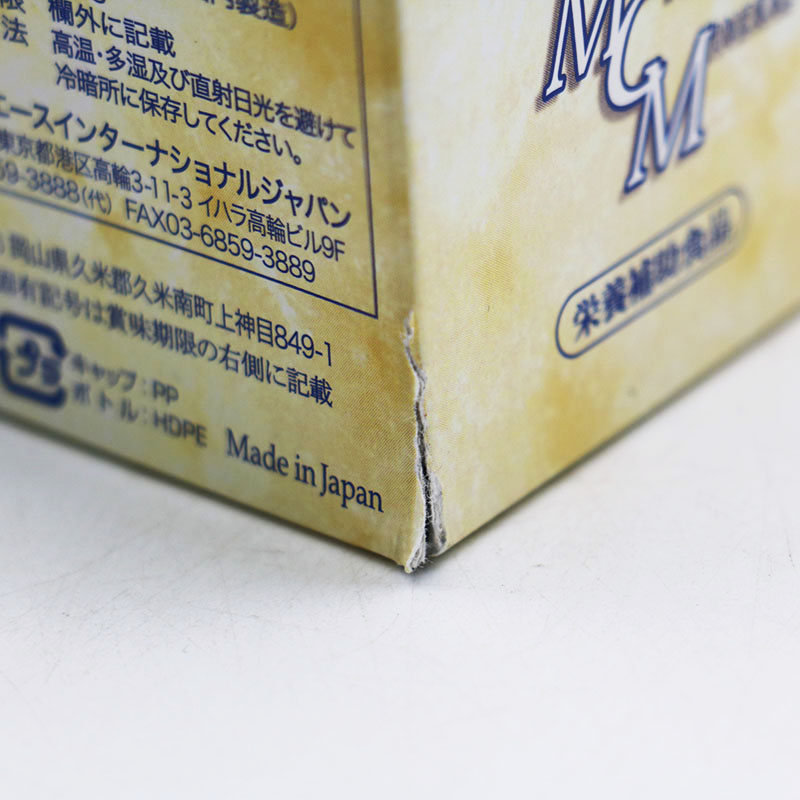 内製造)
限 欄外に記載
法 高温・多湿及び直射日光を避けて
冷暗所に保存してください。
エースインターナショナルジャパン
東京都港区高輪3-11-3 イハラ高輪ビル9F
59-3888(代) FAX03-6859-3889
岡山県久米郡久米南町上神目849-1
固有記号は賞味期限の右側に記載
キャップ:PP
ボトル:HDPE
Made in Japan
MCM
栄養補助食品